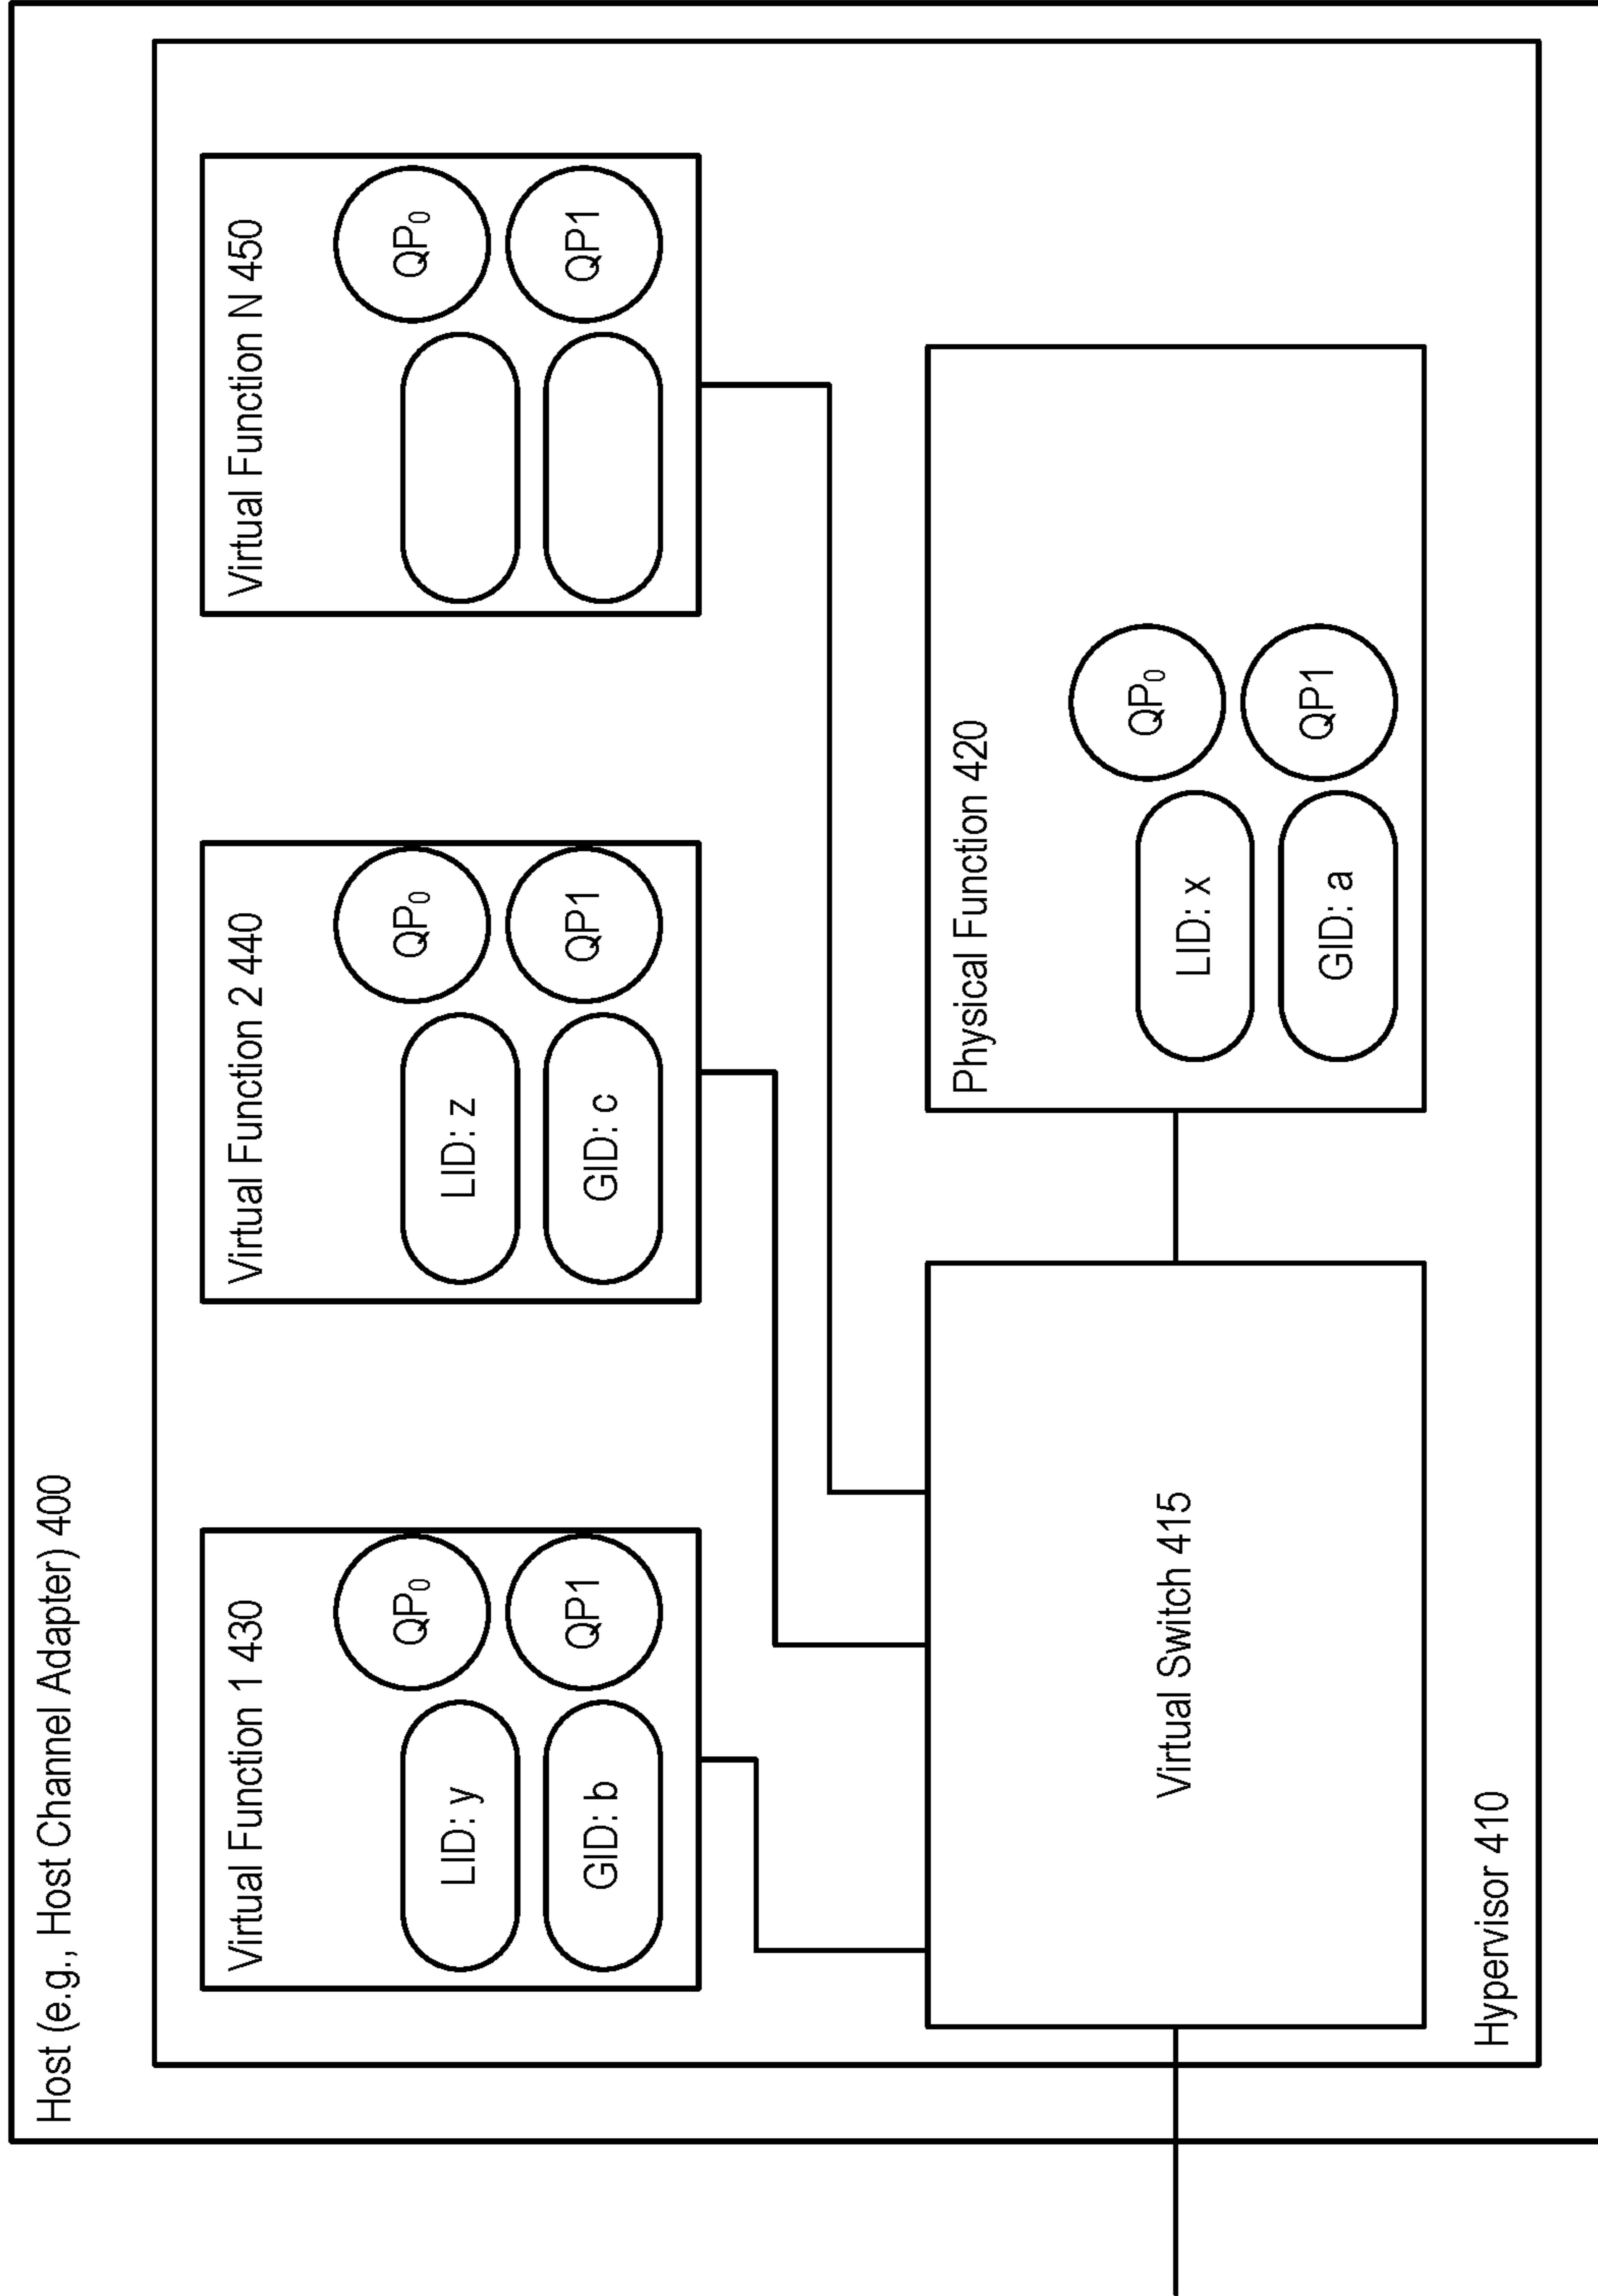 Host (e.g., Host Channel Adapter) 400
Virtual Function 1 430
QP0
LID: y
QP1
GID: b
Virtual Function 2 440
QP0
LID: z
QP1
GID: c
Virtual Function N 450
QP0
QP1
Virtual Switch 415
Physical Function 420
QP0
LID: x
QP1
GID: a
Hypervisor 410